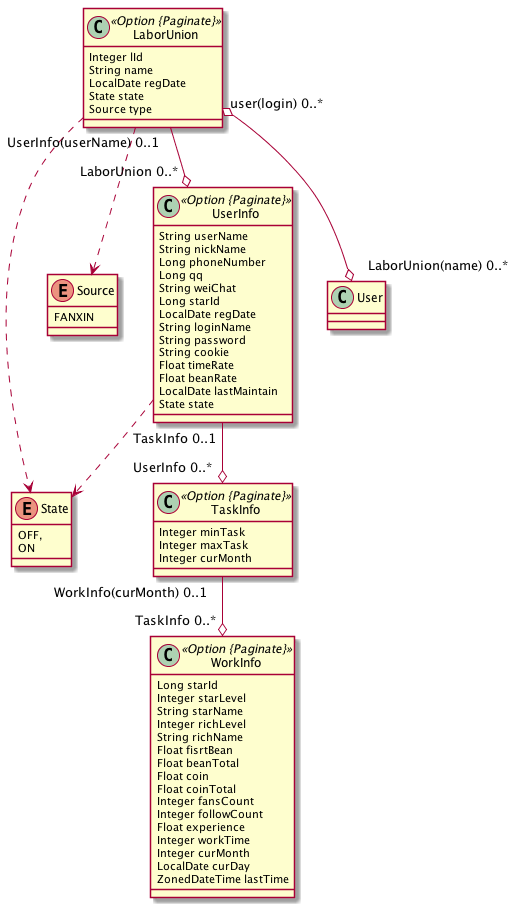 C «Option {Paginate}»
LaborUnion
Integer lId
String name
LocalDate regDate
State state
Source type
user(login) 0..*
UserInfo(userName) 0..1
LaborUnion 0..*
C «Option {Paginate}»
UserInfo
String userName
String nickName
Long phoneNumber
Long qq
String weiChat
Long starId
LocalDate regDate
String loginName
String password
String cookie
Float timeRate
Float beanRate
LocalDate lastMaintain
State state
E Source
FANXIN
LaborUnion(name) 0..*
C User
TaskInfo 0..1
UserInfo 0..*
E State
OFF,
ON
C «Option {Paginate}»
TaskInfo
Integer minTask
Integer maxTask
Integer curMonth
WorkInfo(curMonth) 0..1
TaskInfo 0..*
C «Option {Paginate}»
WorkInfo
Long starId
Integer starLevel
String starName
Integer richLevel
String richName
Float fisrtBean
Float beanTotal
Float coin
Float coinTotal
Integer fansCount
Integer followCount
Float experience
Integer workTime
Integer curMonth
LocalDate curDay
ZonedDateTime lastTime